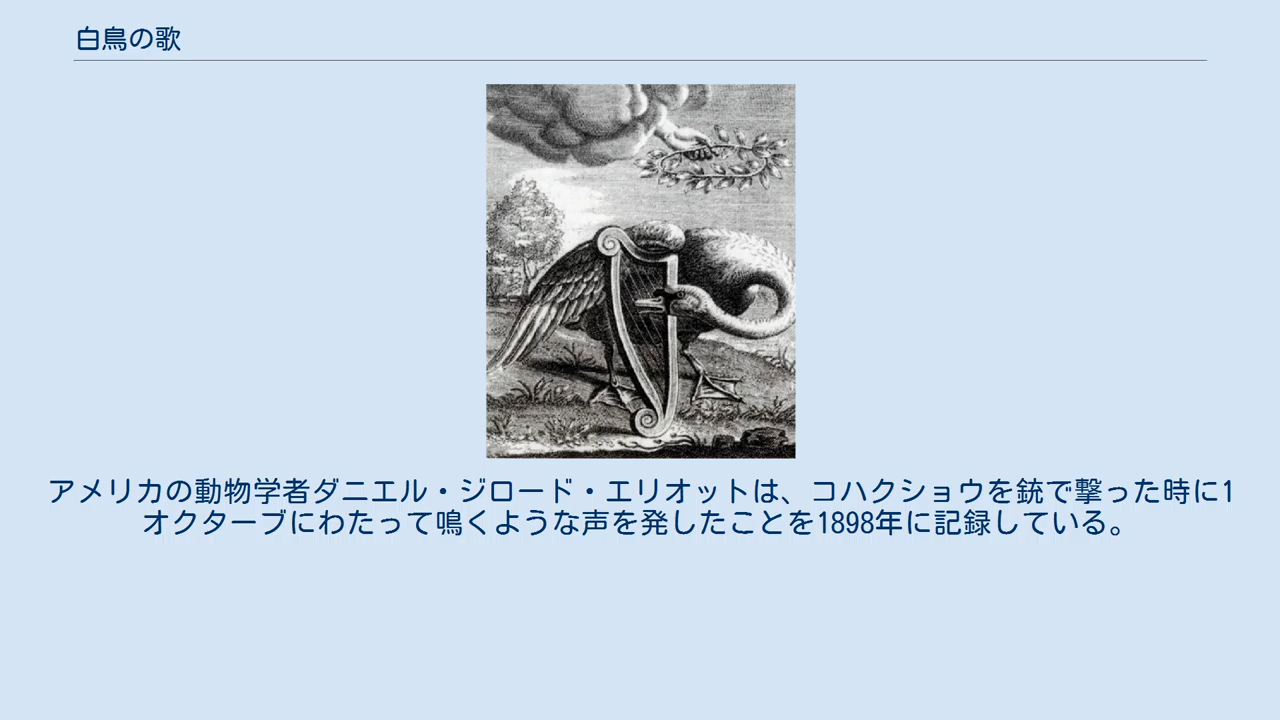 白鳥の歌
アメリカの動物学者ダニエル・ジロード・エリオットは、コハクショウを銃で撃った時に1
オクターブにわたって鳴くような声を発したことを1898年に記録している。